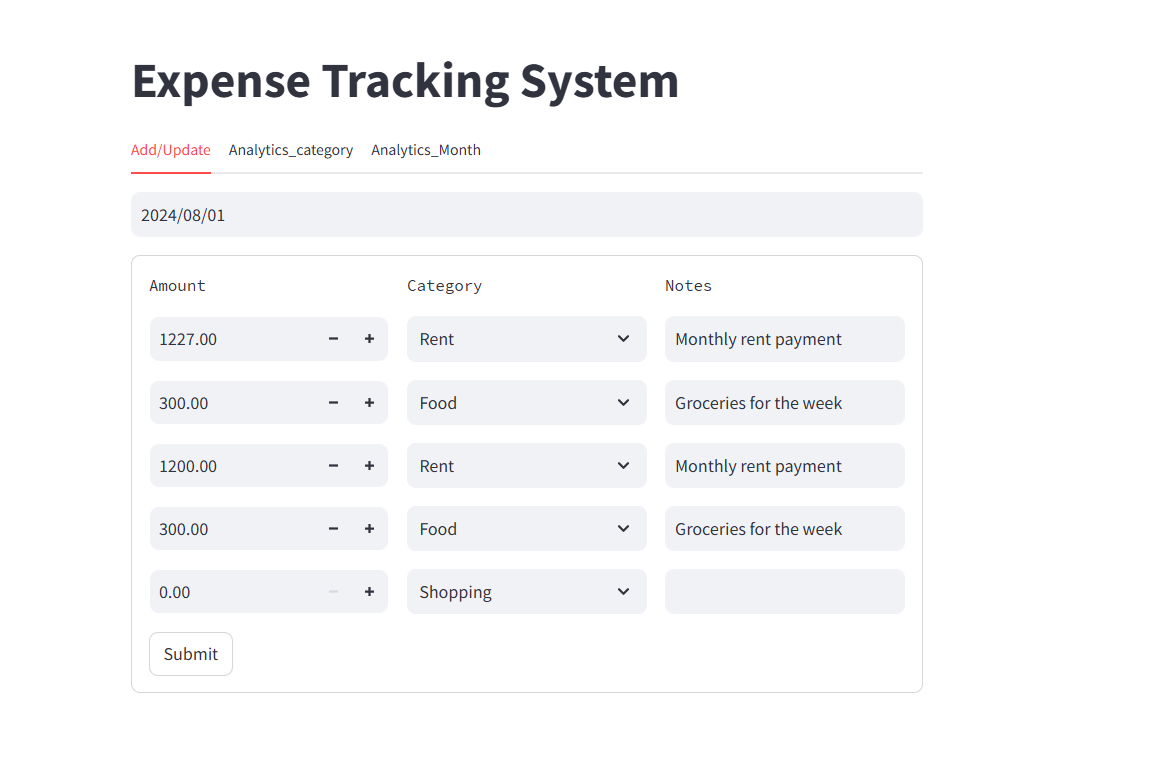 Expense Tracking System
Add/Update Analytics_category Analytics_Month
2024/08/01
Amount Category Notes
1227.00 Rent Monthly rent payment
300.00 Food Groceries for the week
1200.00 Rent Monthly rent payment
300.00 Food Groceries for the week
0.00 Shopping
Submit